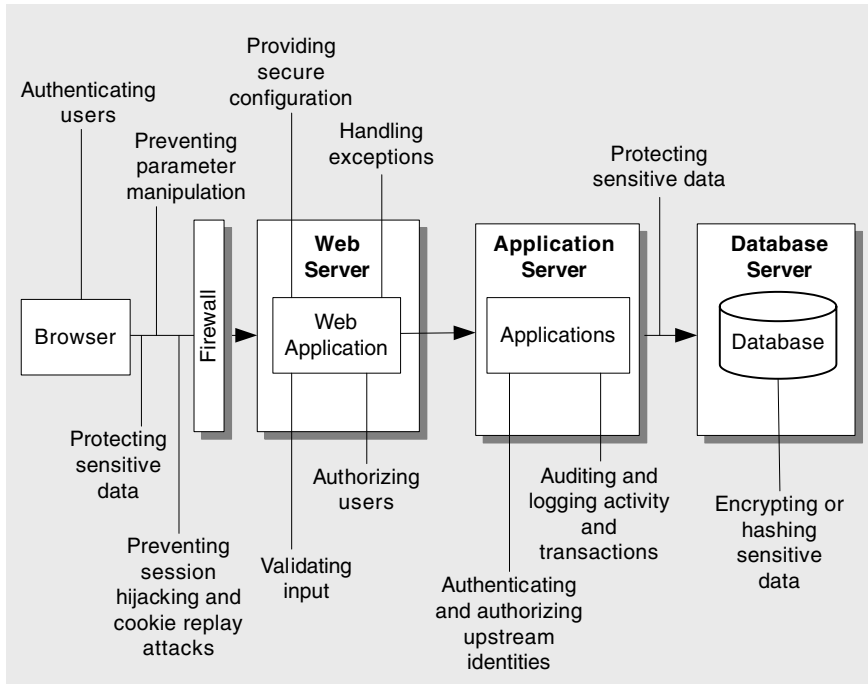 Authenticating
users
Preventing
parameter
manipulation
Providing
secure
configuration
Handling
exceptions
Protecting
sensitive data
Browser
Firewall
Web
Server
Web
Application
Application
Server
Applications
Database
Server
Database
Protecting
sensitive
data
Preventing
session
hijacking and
cookie replay
attacks
Validating
input
Authorizing
users
Authenticating
and authorizing
upstream
identities
Auditing and
logging activity
and
transactions
Encrypting or
hashing
sensitive
data